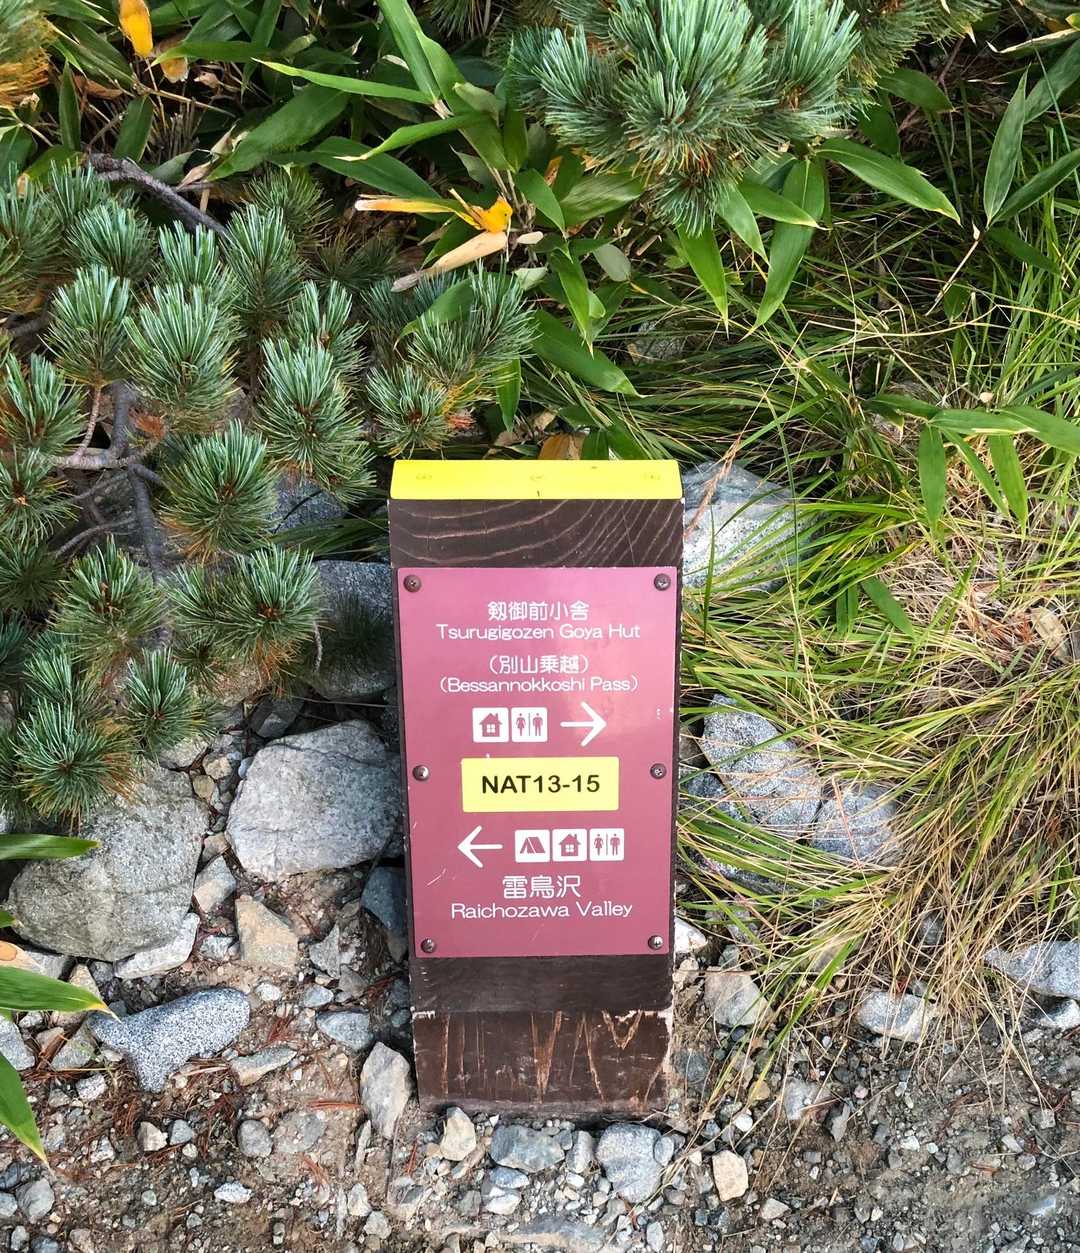 剱御前小舎
Tsurugigozen Goya Hut
（別山乗越）
(Bessannokkoshi Pass)
NAT13-15
雷鳥沢
Raichozawa Valley